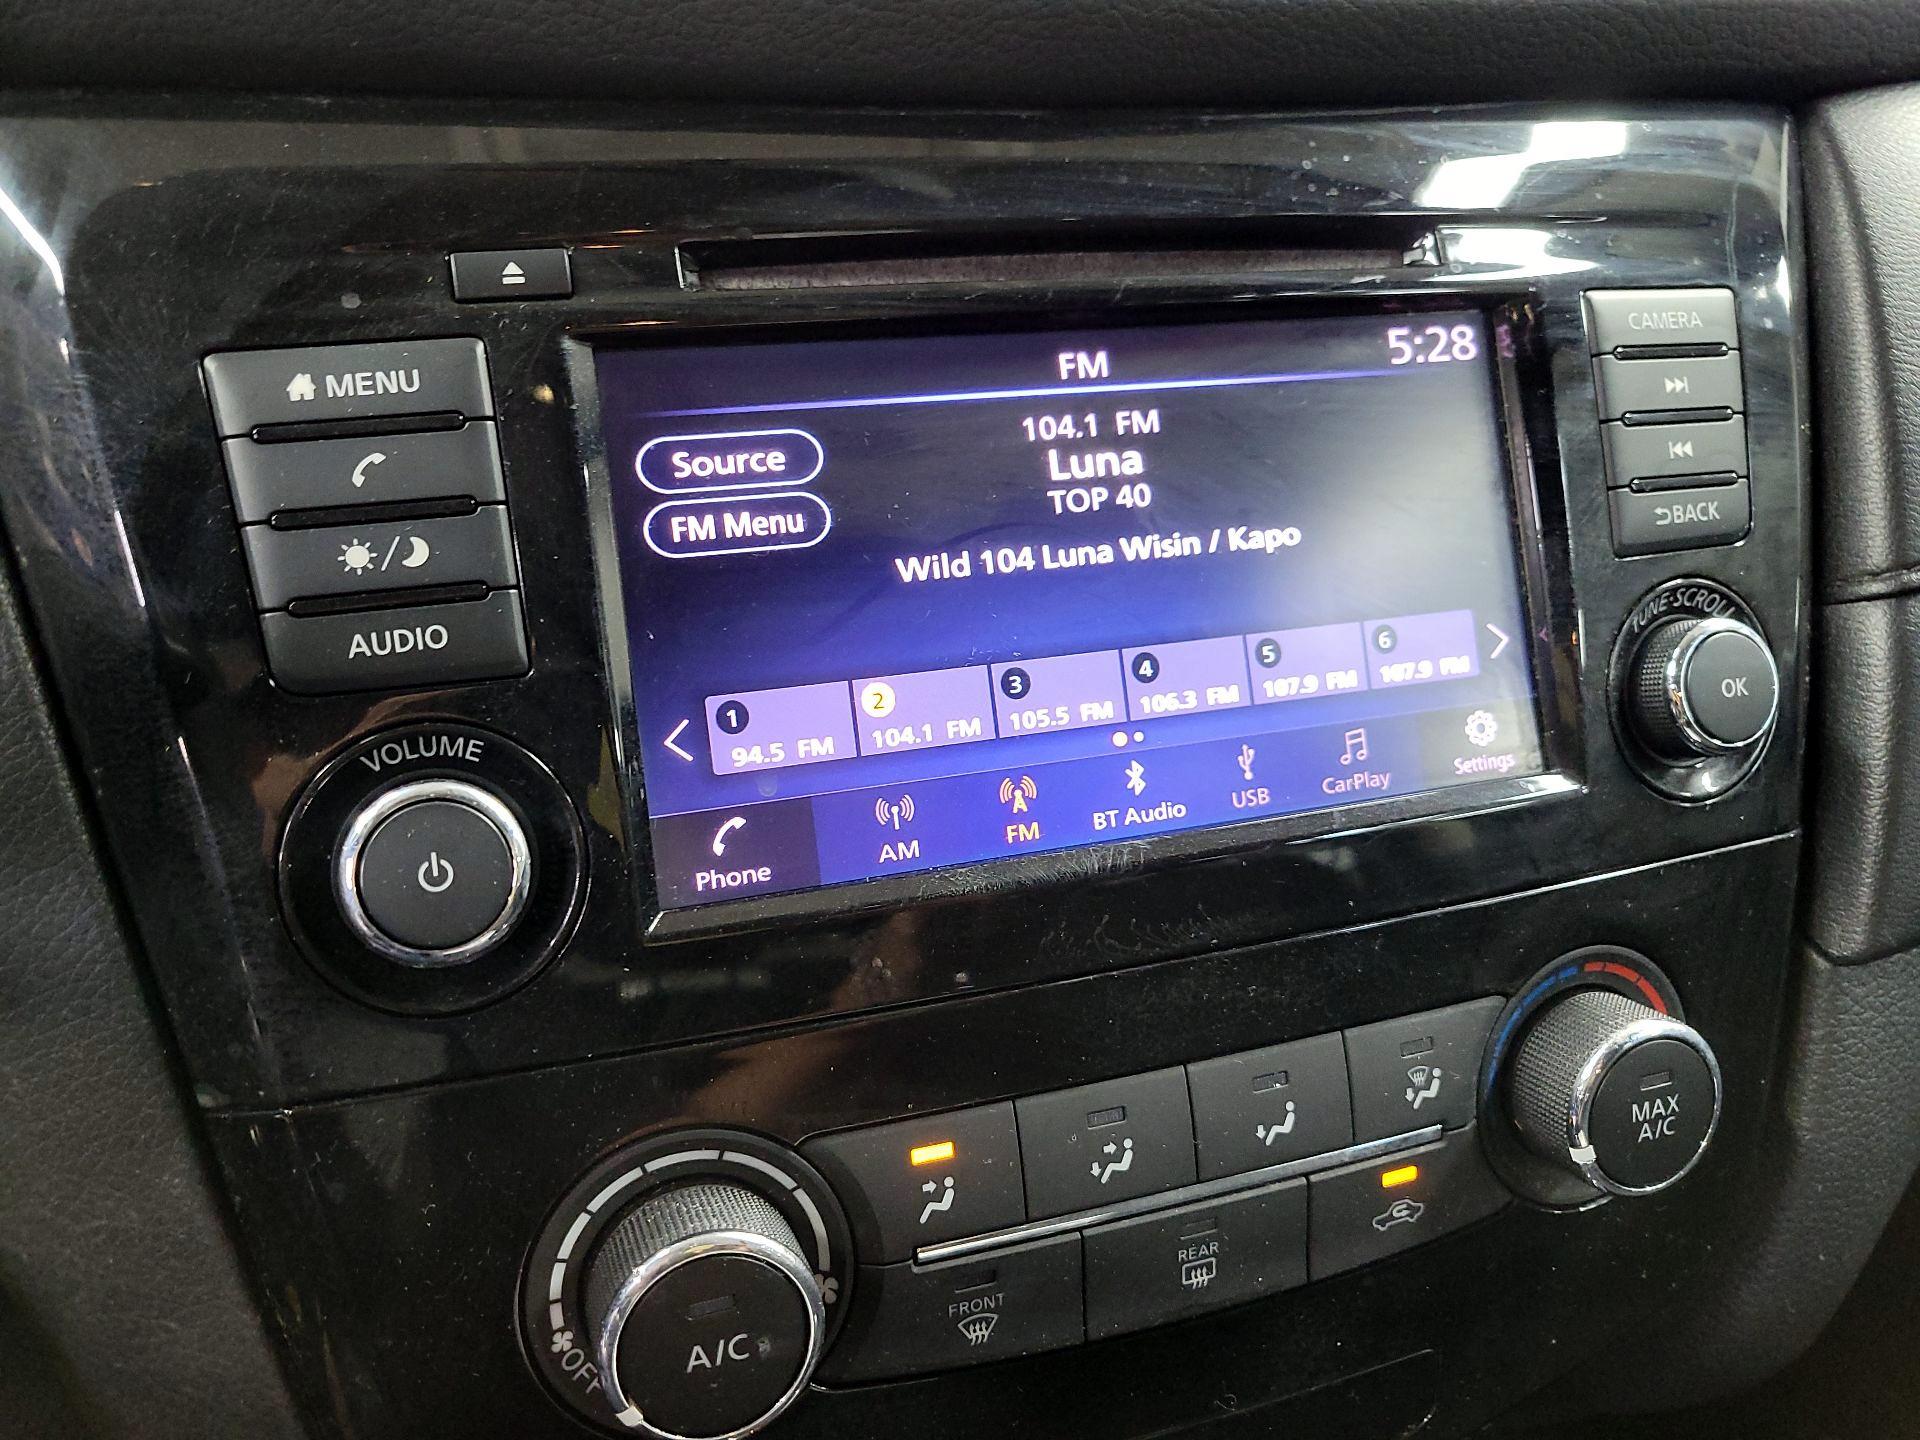 MENU
AUDIO
VOLUME
FM
5:28
Source
FM Menu
104.1 FM
Luna
TOP 40
Wild 104 Luna Wisin / Kapo
1
94.5 FM
2
104.1 FM
3
105.5 FM
4
106.3 FM
5
107.9 FM
6
107.9 FM
Phone
AM
FM
BT Audio
USB
CarPlay
Settings
CAMERA
BACK
TUNE·SCROLL
OK
OFF
A/C
FRONT
REAR
MAX
A/C